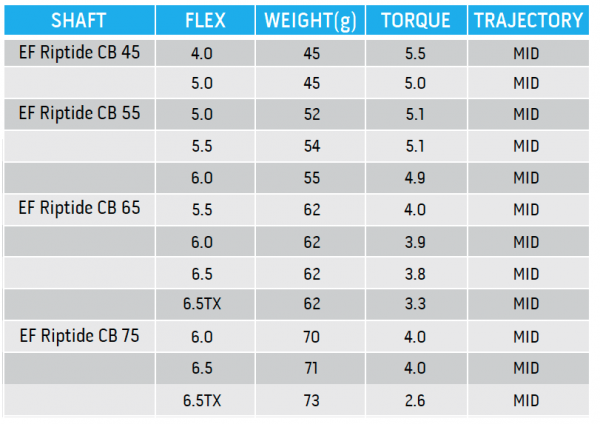 SHAFT FLEX WEIGHT(g) TORQUE TRAJECTORY
EF Riptide CB 45 4.0 45 5.5 MID
5.0 45 5.0 MID
EF Riptide CB 55 5.0 52 5.1 MID
5.5 54 5.1 MID
6.0 55 4.9 MID
EF Riptide CB 65 5.5 62 4.0 MID
6.0 62 3.9 MID
6.5 62 3.8 MID
6.5TX 62 3.3 MID
EF Riptide CB 75 6.0 70 4.0 MID
6.5 71 4.0 MID
6.5TX 73 2.6 MID